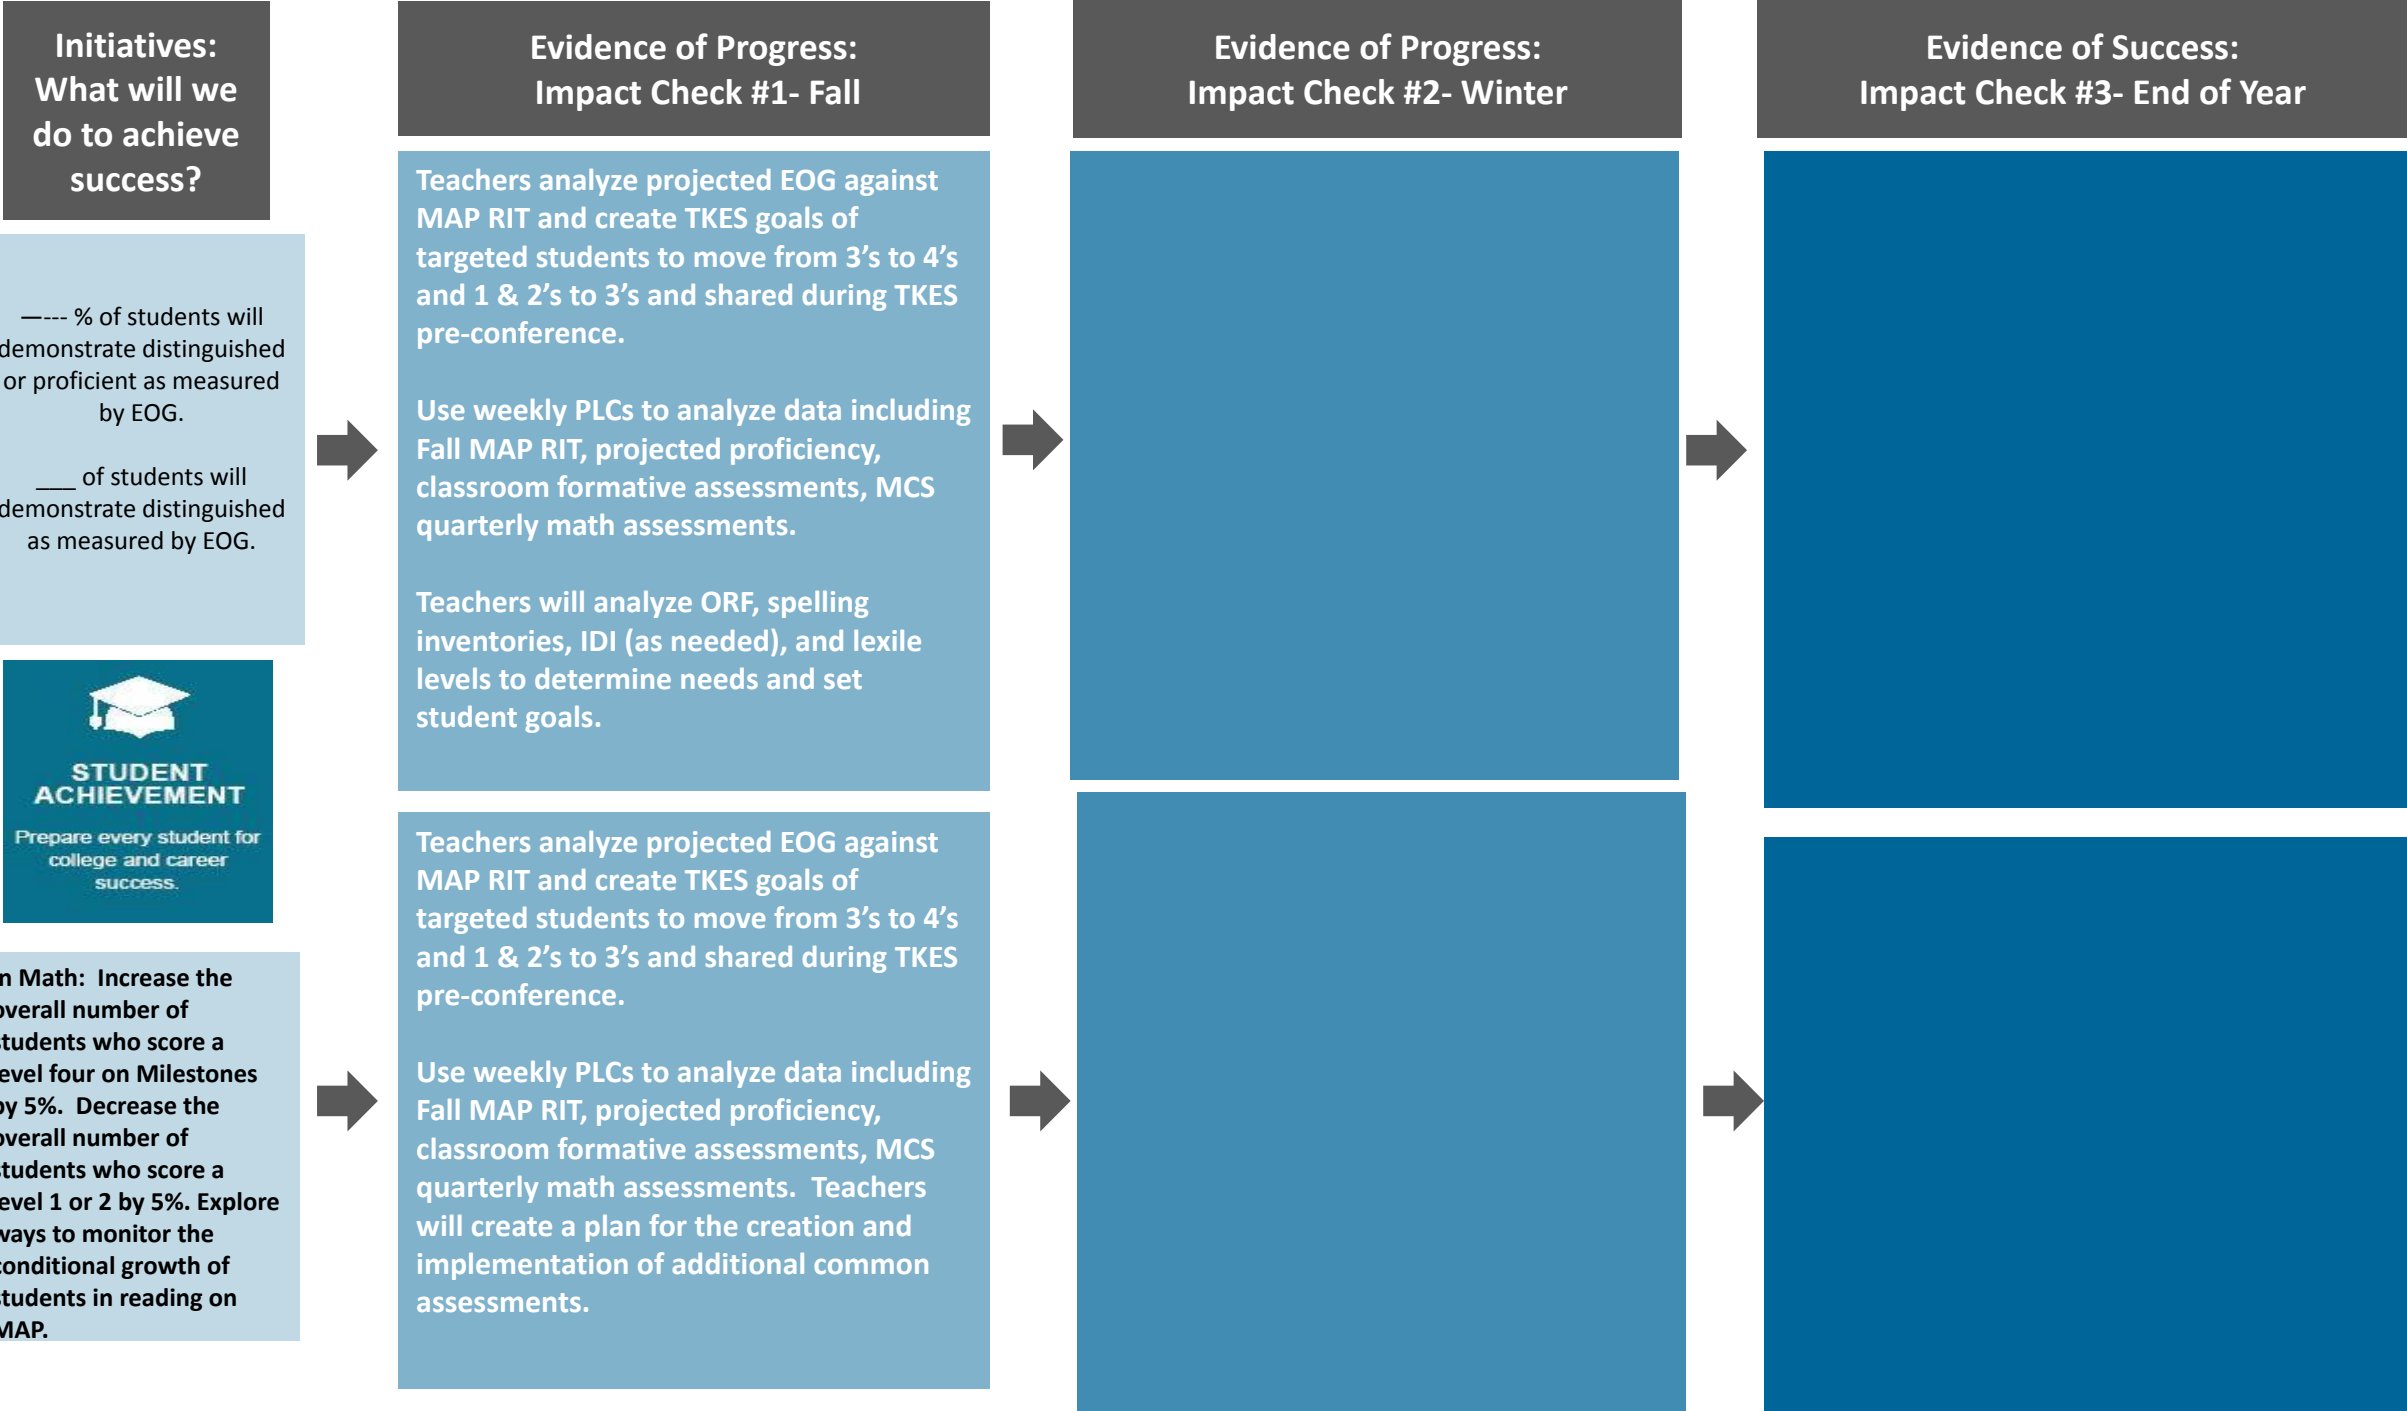 Initiatives:
What will we
do to achieve
success?
—--- % of students will
demonstrate distinguished
or proficient as measured
by EOG.
___ of students will
demonstrate distinguished
as measured by EOG.
STUDENT
ACHIEVEMENT
Prepare every student for
college and career
success.
n Math:  Increase the
overall number of
students who score a
level four on Milestones
by 5%.  Decrease the
overall number of
students who score a
level 1 or 2 by 5%. Explore
ways to monitor the
conditional growth of
students in reading on
MAP.
Evidence of Progress:
Impact Check #1- Fall
Teachers analyze projected EOG against
MAP RIT and create TKES goals of
targeted students to move from 3’s to 4’s
and 1 & 2’s to 3’s and shared during TKES
pre-conference.
Use weekly PLCs to analyze data including
Fall MAP RIT, projected proficiency,
classroom formative assessments, MCS
quarterly math assessments.
Teachers will analyze ORF, spelling
inventories, IDI (as needed), and lexile
levels to determine needs and set
student goals.
Teachers analyze projected EOG against
MAP RIT and create TKES goals of
targeted students to move from 3’s to 4’s
and 1 & 2’s to 3’s and shared during TKES
pre-conference.
Use weekly PLCs to analyze data including
Fall MAP RIT, projected proficiency,
classroom formative assessments, MCS
quarterly math assessments.  Teachers
will create a plan for the creation and
implementation of additional common
assessments.
Evidence of Progress:
Impact Check #2- Winter
Evidence of Success:
Impact Check #3- End of Year